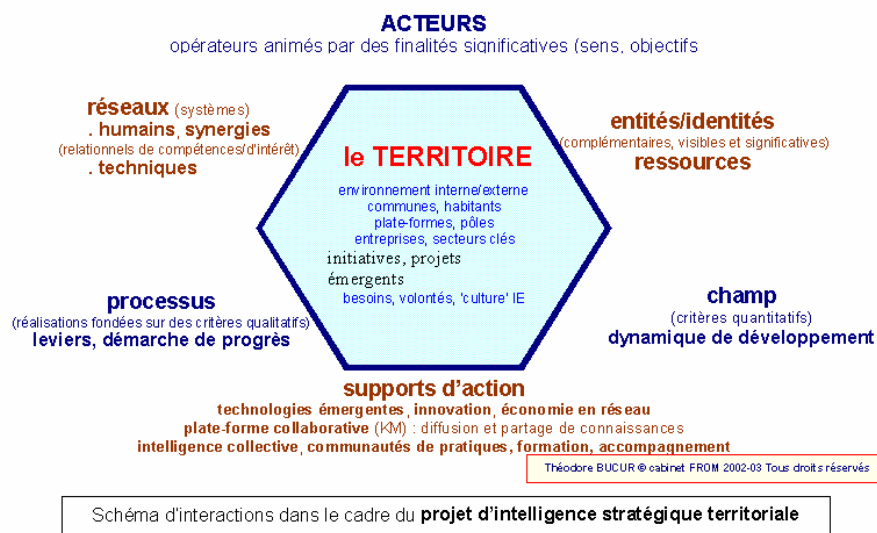 ACTEURS
opérateurs animés par des finalités significatives (sens, objectifs
réseaux (systèmes)
. humains, synergies
(relationnels de compétences/d'intérêt)
. techniques
entités/identités
(complémentaires, visibles et significatives)
ressources
le TERRITOIRE
environnement interne/externe
communes, habitants
plate-formes, pôles
entreprises, secteurs clés
initiatives, projets
émergents
besoins, volontés, 'culture' IE
processus
(réalisations fondées sur des critères qualitatifs)
leviers, démarche de progrès
champ
(critères quantitatifs)
dynamique de développement
supports d'action
technologies émergentes, innovation, économie en réseau
plate-forme collaborative (KM) : diffusion et partage de connaissances
intelligence collective, communautés de pratiques, formation, accompagnement
Théodore BUCUR © cabinet FROM 2002-03 Tous droits réservés
Schéma d'interactions dans le cadre du projet d'intelligence stratégique territoriale